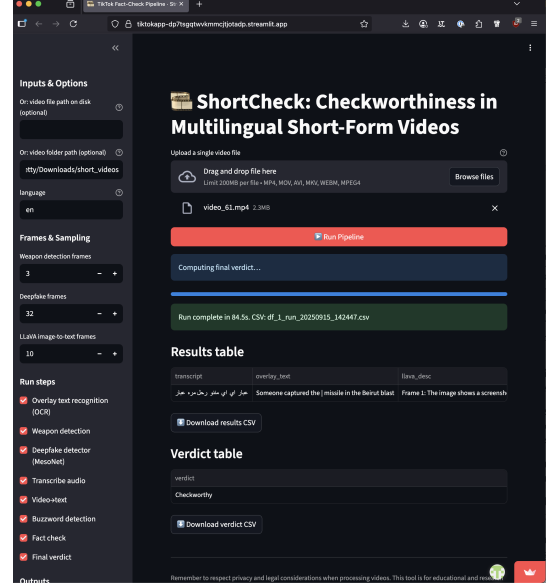 TikTok Fact-Check Pipeline · St
tiktokapp-dp7tsgqtwvkmmcjtjotadp.streamlit.app
Inputs & Options
Or: video file path on disk
(optional)
Or: video folder path (optional)
:tty/Downloads/short_videos
language
en
Frames & Sampling
Weapon detection frames
3
Deepfake frames
32
LLaVA image-to-text frames
10
Run steps
Overlay text recognition
(OCR)
Weapon detection
Deepfake detector
(MesoNet)
Transcribe audio
Video→text
Buzzword detection
Fact check
Final verdict
Outputs
ShortCheck: Checkworthiness in
Multilingual Short-Form Videos
Upload a single video file
Drag and drop file here
Limit 200MB per file • MP4, MOV, AVI, MKV, WEBM, MPEG4
Browse files
video_61.mp4 2.3MB
Run Pipeline
Computing final verdict...
Run complete in 84.5s. CSV: df_1_run_20250915_142447.csv
Results table
transcript overlay_text llava_desc
Someone captured the | missile in the Beirut blast Frame 1: The image shows a screensh
Download results CSV
Verdict table
verdict
Checkworthy
Download verdict CSV
Remember to respect privacy and legal considerations when processing videos. This tool is for educational and